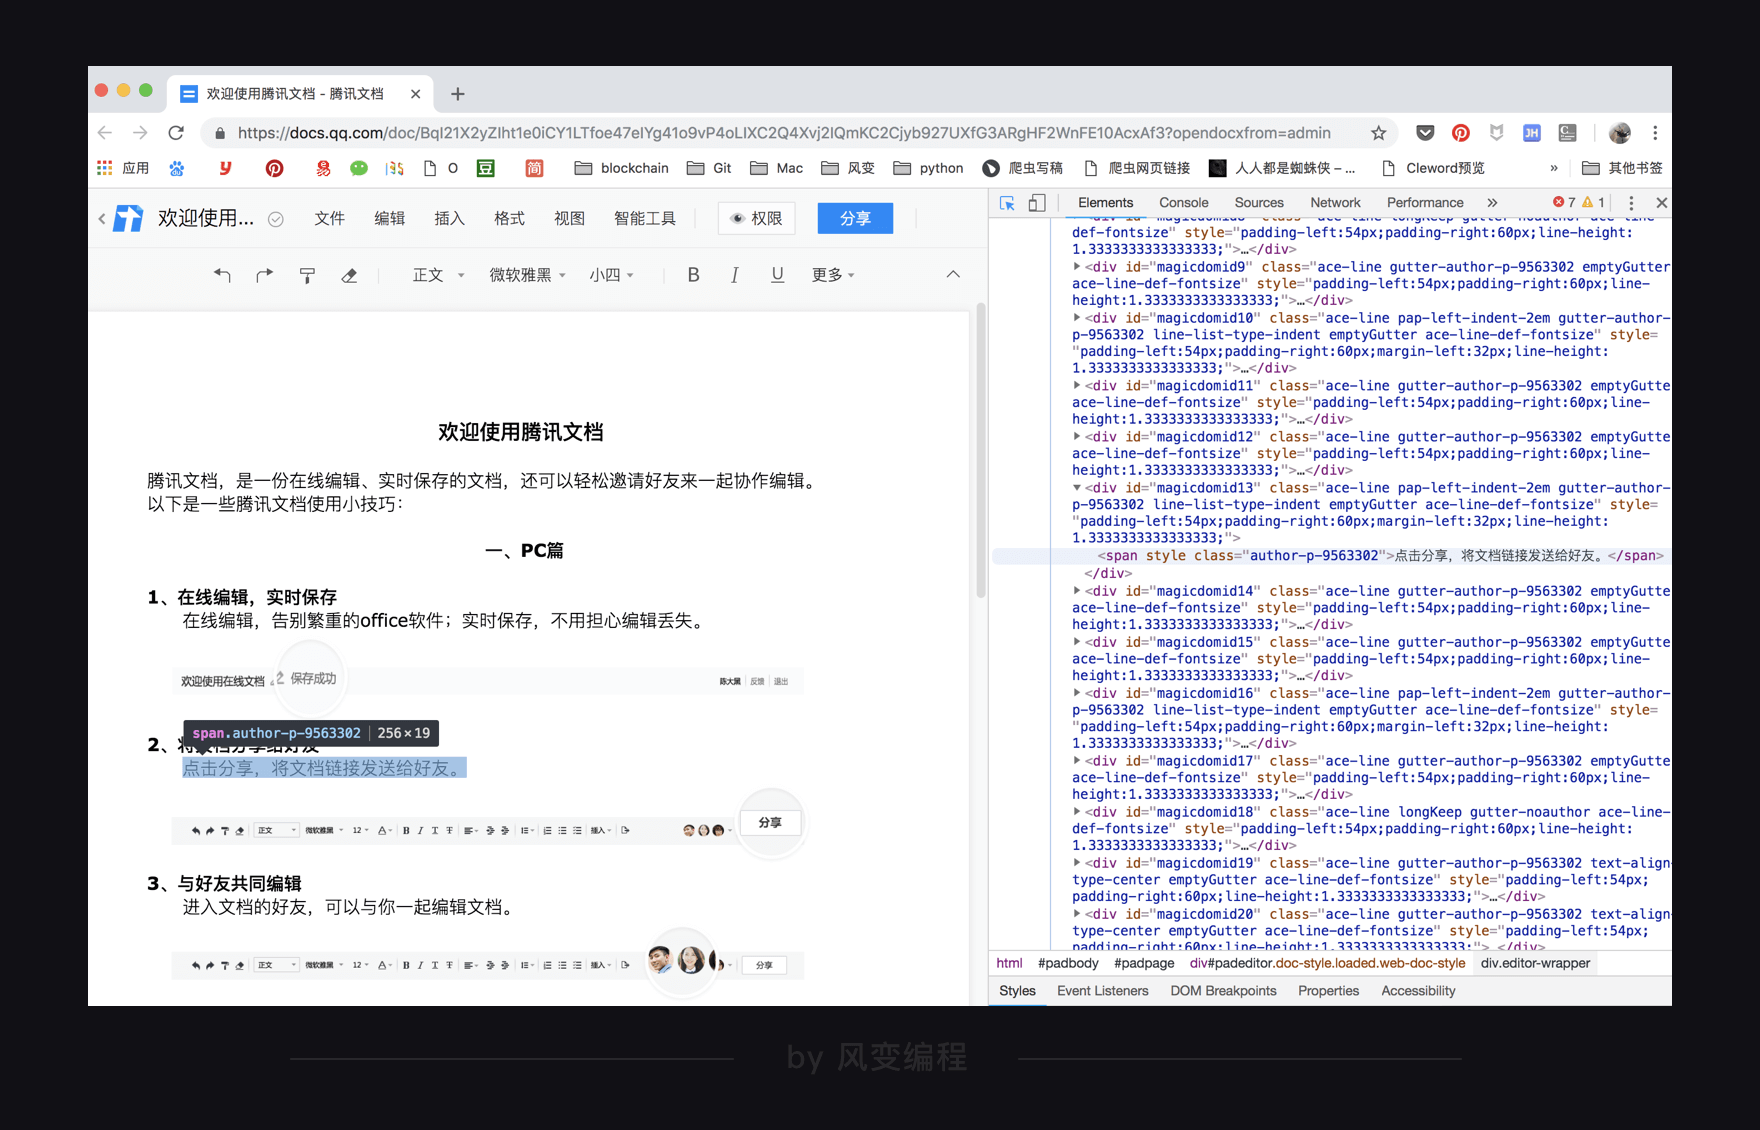 欢迎使用腾讯文档 - 腾讯文档
https://docs.qq.com/doc/BqI21X2yZIht1e0iCY1LTfoe47eIYg41o9vP4oLIXC2Q4Xvj2IQmKC2Cjyb927UXfG3ARgHF2WnFE10AcxAf3?opendocxfrom=admin
应用 O blockchain Git Mac 风变 python 爬虫写稿 爬虫网页链接 人人都是蜘蛛侠 – ... Cleword预览 » 其他书签
欢迎使用... 文件 编辑 插入 格式 视图 智能工具 权限 分享
正文 微软雅黑 小四 B I U 更多
欢迎使用腾讯文档
腾讯文档，是一份在线编辑、实时保存的文档，还可以轻松邀请好友来一起协作编辑。
以下是一些腾讯文档使用小技巧：
一、PC篇
1、在线编辑，实时保存
在线编辑，告别繁重的office软件；实时保存，不用担心编辑丢失。
欢迎使用在线文档 保存成功 陈大黑 反馈 退出
span.author-p-9563302 256×19
2、将文档分享给好友
点击分享，将文档链接发送给好友。
正文 微软雅黑 12 A B I T T 插入 分享
3、与好友共同编辑
进入文档的好友，可以与你一起编辑文档。
正文 微软雅黑 12 A B I T T 插入 分享
Elements Console Sources Network Performance » 7 1
def-fontsize" style="padding-left:54px;padding-right:60px;line-height:
1.3333333333333333;">…</div>
<div id="magicdomid9" class="ace-line gutter-author-p-9563302 emptyGutter
ace-line-def-fontsize" style="padding-left:54px;padding-right:60px;line-
height:1.3333333333333333;">…</div>
<div id="magicdomid10" class="ace-line pap-left-indent-2em gutter-author-
p-9563302 line-list-type-indent emptyGutter ace-line-def-fontsize" style=
"padding-left:54px;padding-right:60px;margin-left:32px;line-height:
1.3333333333333333;">…</div>
<div id="magicdomid11" class="ace-line gutter-author-p-9563302 emptyGutte
ace-line-def-fontsize" style="padding-left:54px;padding-right:60px;line-
height:1.3333333333333333;">…</div>
<div id="magicdomid12" class="ace-line gutter-author-p-9563302 emptyGutte
ace-line-def-fontsize" style="padding-left:54px;padding-right:60px;line-
height:1.3333333333333333;">…</div>
<div id="magicdomid13" class="ace-line pap-left-indent-2em gutter-author-
p-9563302 line-list-type-indent emptyGutter ace-line-def-fontsize" style=
"padding-left:54px;padding-right:60px;margin-left:32px;line-height:
1.3333333333333333;">
<span style class="author-p-9563302">点击分享，将文档链接发送给好友。</span>
</div>
<div id="magicdomid14" class="ace-line gutter-author-p-9563302 emptyGutte
ace-line-def-fontsize" style="padding-left:54px;padding-right:60px;line-
height:1.3333333333333333;">…</div>
<div id="magicdomid15" class="ace-line gutter-author-p-9563302 emptyGutte
ace-line-def-fontsize" style="padding-left:54px;padding-right:60px;line-
height:1.3333333333333333;">…</div>
<div id="magicdomid16" class="ace-line pap-left-indent-2em gutter-author-
p-9563302 line-list-type-indent emptyGutter ace-line-def-fontsize" style=
"padding-left:54px;padding-right:60px;margin-left:32px;line-height:
1.3333333333333333;">…</div>
<div id="magicdomid17" class="ace-line gutter-author-p-9563302 emptyGutte
ace-line-def-fontsize" style="padding-left:54px;padding-right:60px;line-
height:1.3333333333333333;">…</div>
<div id="magicdomid18" class="ace-line longKeep gutter-noauthor ace-line-
def-fontsize" style="padding-left:54px;padding-right:60px;line-height:
1.3333333333333333;">…</div>
<div id="magicdomid19" class="ace-line gutter-author-p-9563302 text-align
type-center emptyGutter ace-line-def-fontsize" style="padding-left:54px;
padding-right:60px;line-height:1.3333333333333333;">…</div>
<div id="magicdomid20" class="ace-line gutter-author-p-9563302 text-align
type-center emptyGutter ace-line-def-fontsize" style="padding-left:54px;
padding-right:60px;line-height:1.3333333333333333;">…</div>
html #padbody #padpage div#padeditor.doc-style.loaded.web-doc-style div.editor-wrapper
Styles Event Listeners DOM Breakpoints Properties Accessibility
by 风变编程